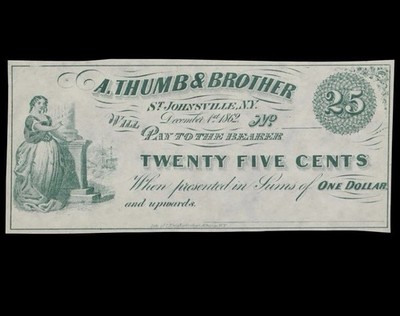 A. THUMB & BROTHER
ST. JOHNSVILLE, N.Y.
25
December 1st 1862
No
WILL PAY TO THE BEARER
TWENTY FIVE CENTS
When presented in Sums of ONE DOLLAR
and upwards.